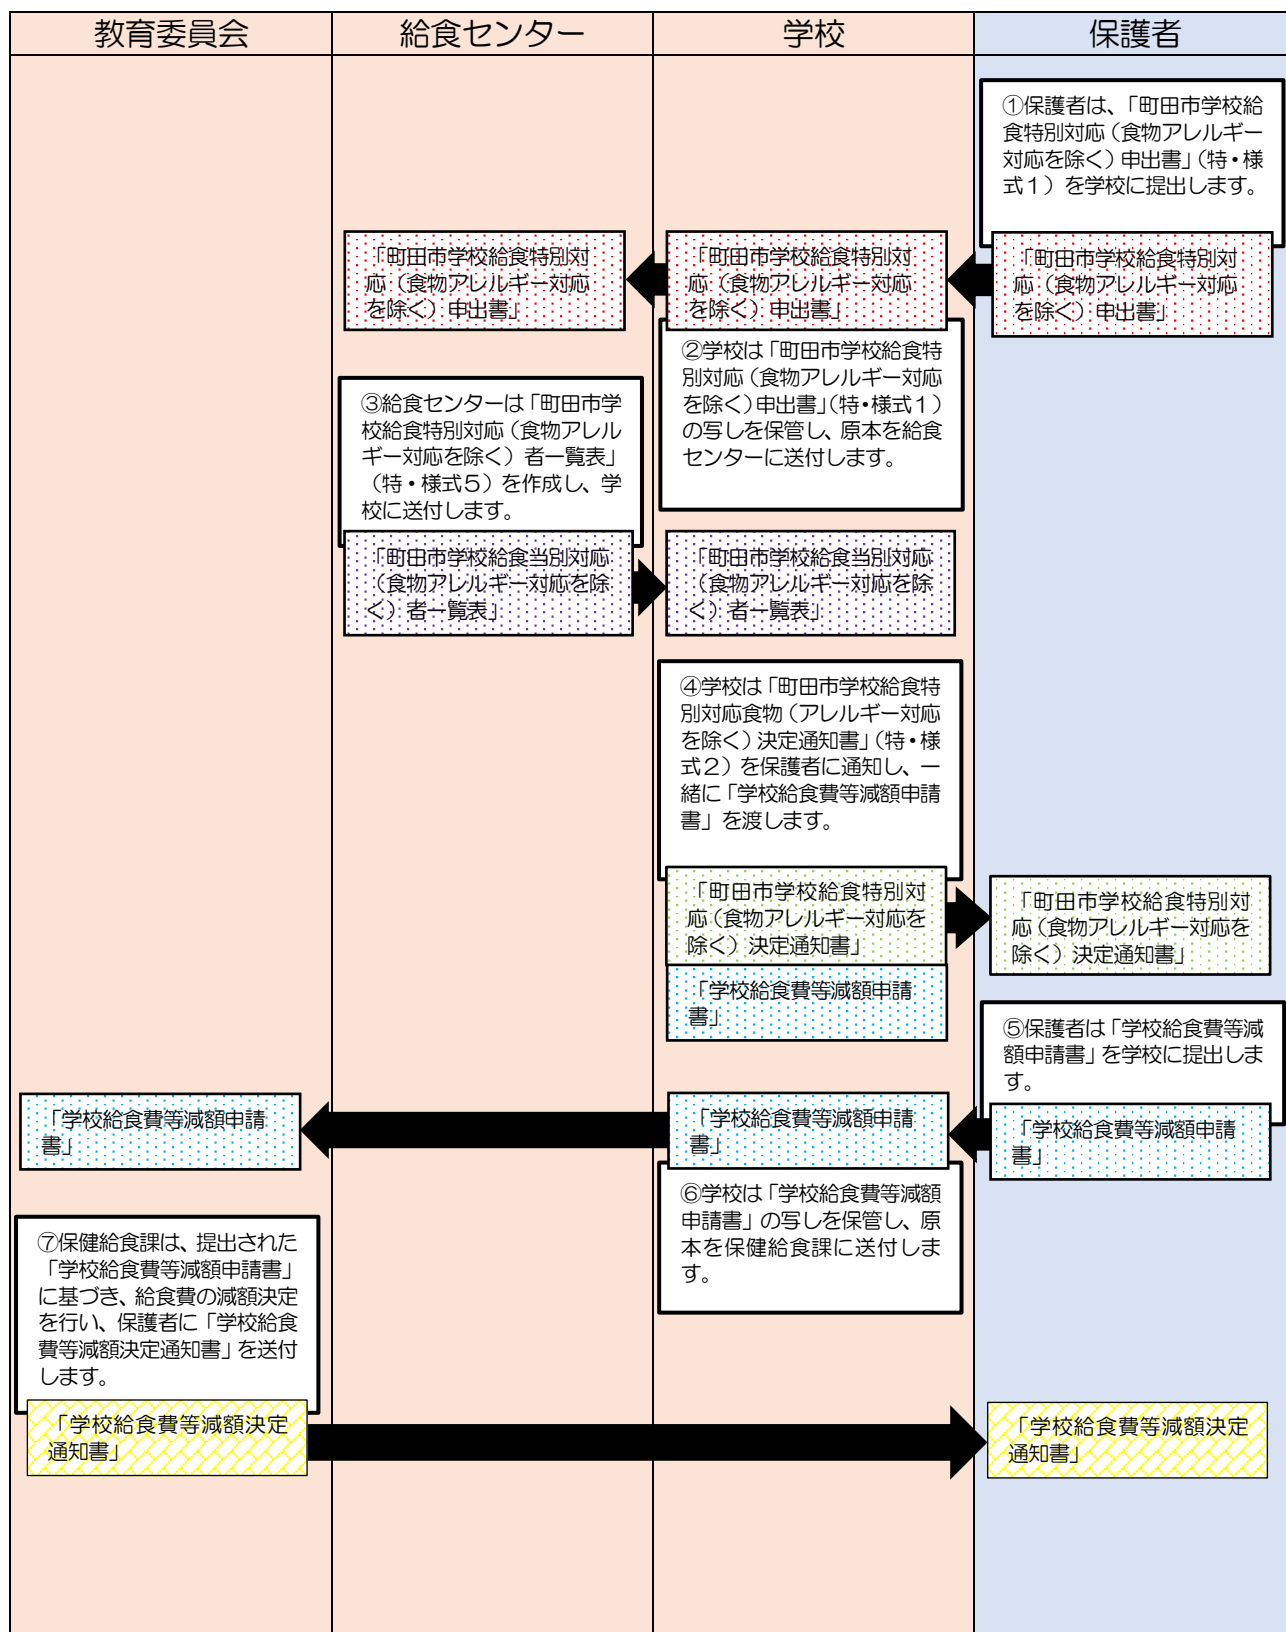 教育委員会
給食センター
学校
保護者
①保護者は、「町田市学校給
食特別対応(食物アレルギー
対応を除く)申出書」(特・様
式1)を学校に提出します。
「町田市学校給食特別対
応(食物アレルギー対応
を除く)申出書」
「町田市学校給食特別対
応(食物アレルギー対応
を除く)申出書」
「町田市学校給食特別対
応(食物アレルギー対応
を除く)申出書」
②学校は「町田市学校給食特
別対応(食物アレルギー対応
を除く)申出書」(特・様式1)
の写しを保管し、原本を給食
センターに送付します。
③給食センターは「町田市学
校給食特別対応(食物アレル
ギー対応を除く)者一覧表」
(特・様式5)を作成し、学
校に送付します。
「町田市学校給食当別対応
(食物アレルギー対応を除
く)者一覧表」
「町田市学校給食当別対応
(食物アレルギー対応を除
く)者一覧表」
④学校は「町田市学校給食特
別対応食物(アレルギー対応
を除く)決定通知書」(特・様
式2)を保護者に通知し、一
緒に「学校給食費等減額申請
書」を渡します。
「町田市学校給食特別対
応(食物アレルギー対応を
除く)決定通知書」
「町田市学校給食特別対
応(食物アレルギー対応を
除く)決定通知書」
「学校給食費等減額申請
書」
⑤保護者は「学校給食費等減
額申請書」を学校に提出しま
す。
「学校給食費等減額申請
書」
「学校給食費等減額申請
書」
「学校給食費等減額申請
書」
⑥学校は「学校給食費等減額
申請書」の写しを保管し、原
本を保健給食課に送付しま
す。
⑦保健給食課は、提出された
「学校給食費等減額申請書」
に基づき、給食費の減額決定
を行い、保護者に「学校給食
費等減額決定通知書」を送付
します。
「学校給食費等減額決定
通知書」
「学校給食費等減額決定
通知書」